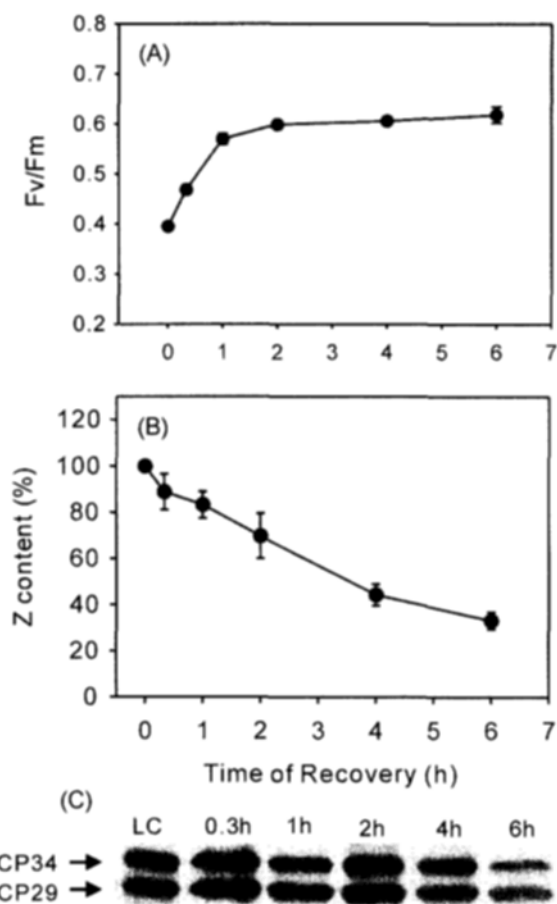 (A)
Fv/Fm
0.8
0.7
0.6
0.5
0.4
0.3
0.2
0 1 2 3 4 5 6 7
(B)
Z content (%)
120
100
80
60
40
20
0
0 1 2 3 4 5 6 7
Time of Recovery (h)
(C)
LC 0.3h 1h 2h 4h 6h
CP34
CP29